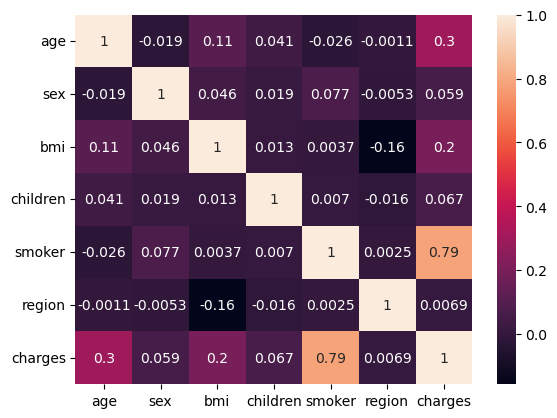 age 1 -0.019 0.11 0.041 -0.026 -0.0011 0.3
sex -0.019 1 0.046 0.019 0.077 -0.0053 0.059
bmi 0.11 0.046 1 0.013 0.0037 -0.16 0.2
children 0.041 0.019 0.013 1 0.007 -0.016 0.067
smoker -0.026 0.077 0.0037 0.007 1 0.0025 0.79
region -0.0011 -0.0053 -0.16 -0.016 0.0025 1 0.0069
charges 0.3 0.059 0.2 0.067 0.79 0.0069 1
age sex bmi children smoker region charges
1.0
0.8
0.6
0.4
0.2
0.0